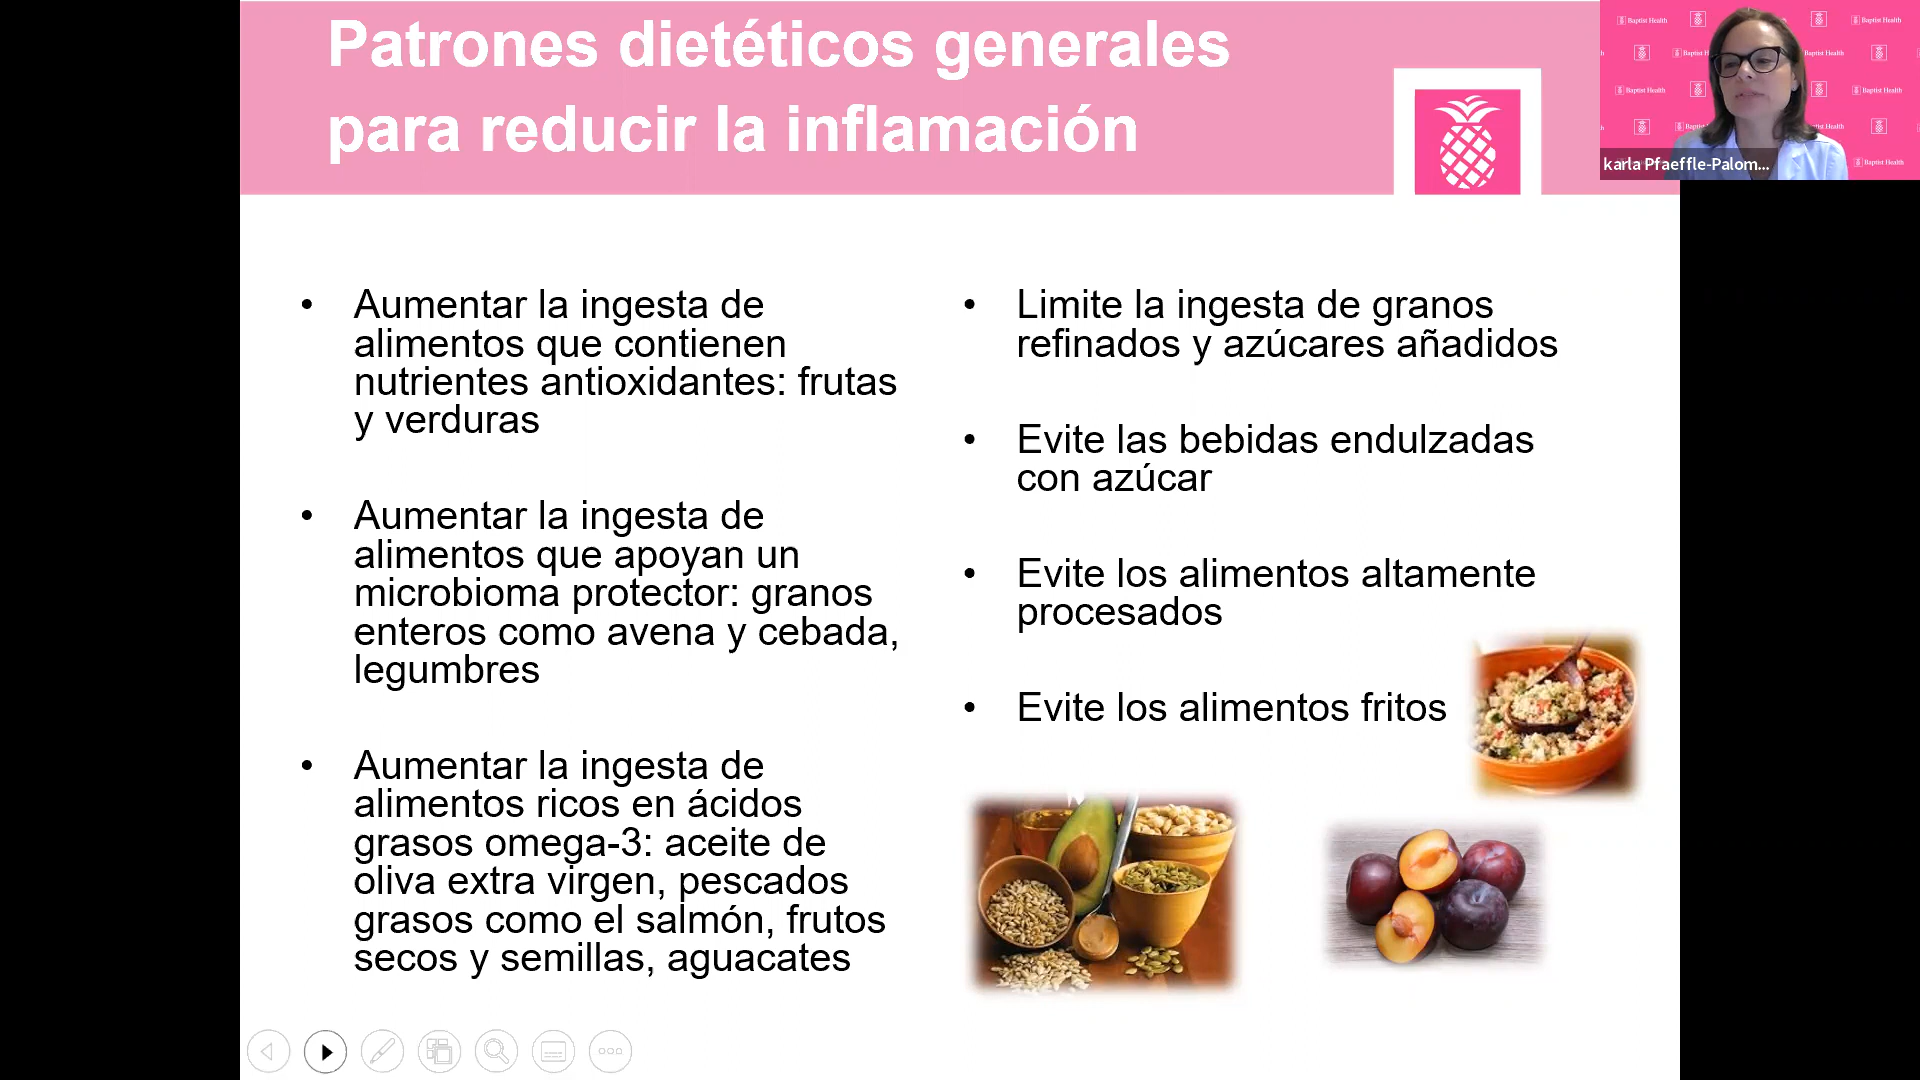 Patrones dietéticos generales
para reducir la inflamación
Aumentar la ingesta de
alimentos que contienen
nutrientes antioxidantes: frutas
y verduras
Aumentar la ingesta de
alimentos que apoyan un
microbioma protector: granos
enteros como avena y cebada,
legumbres
Aumentar la ingesta de
alimentos ricos en ácidos
grasos omega-3: aceite de
oliva extra virgen, pescados
grasos como el salmón, frutos
secos y semillas, aguacates
Limite la ingesta de granos
refinados y azúcares añadidos
Evite las bebidas endulzadas
con azúcar
Evite los alimentos altamente
procesados
Evite los alimentos fritos
Baptist Health
karla Pfaeffle-Palom...